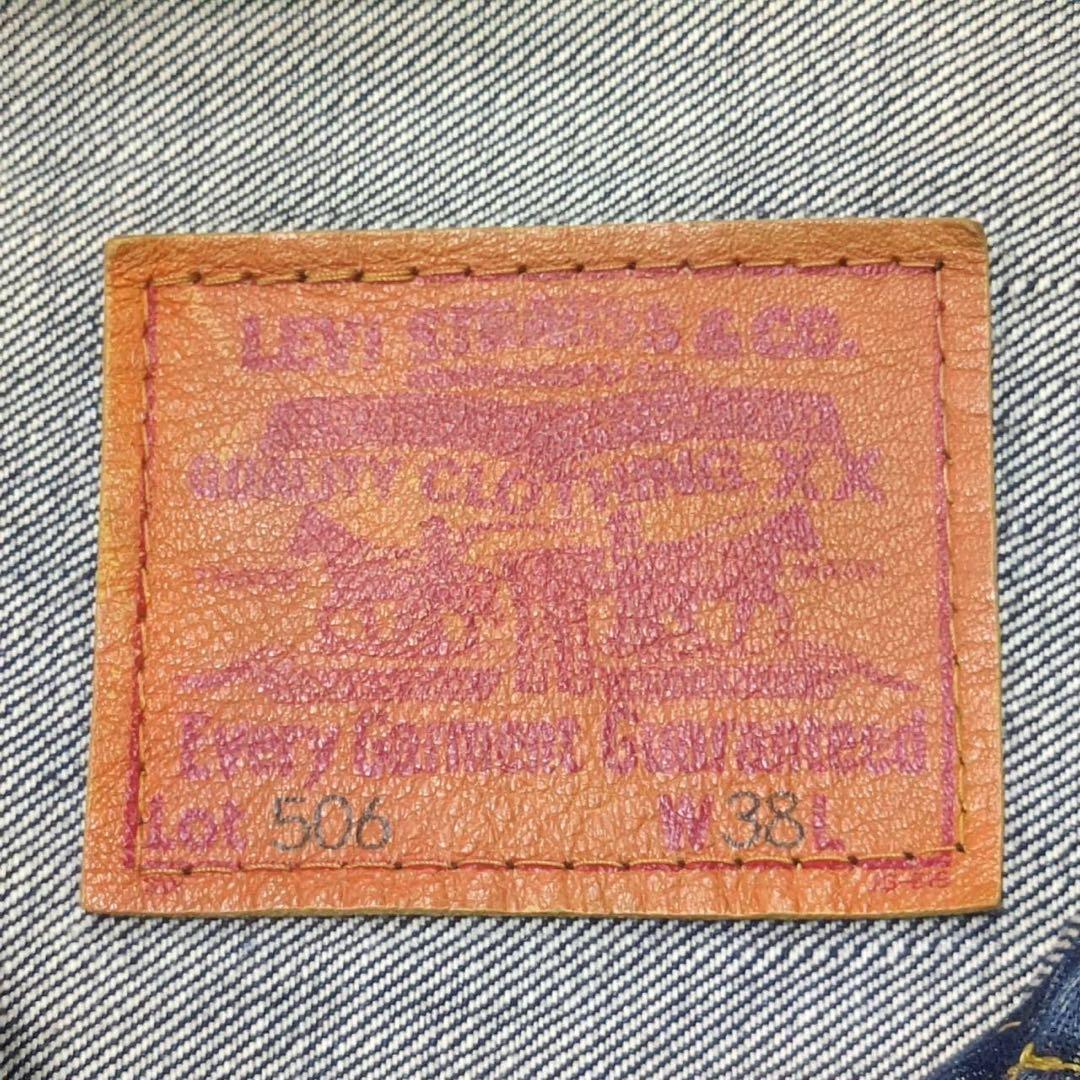 LEVI STRAUSS & CO.
QUALITY CLOTHING XX
Every Garment Guaranteed
Lot 506 W 38 L